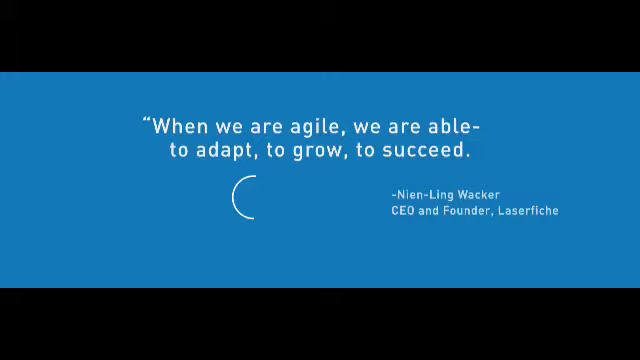 “When we are agile, we are able-
to adapt, to grow, to succeed.
-Nien-Ling Wacker
CEO and Founder, Laserfiche